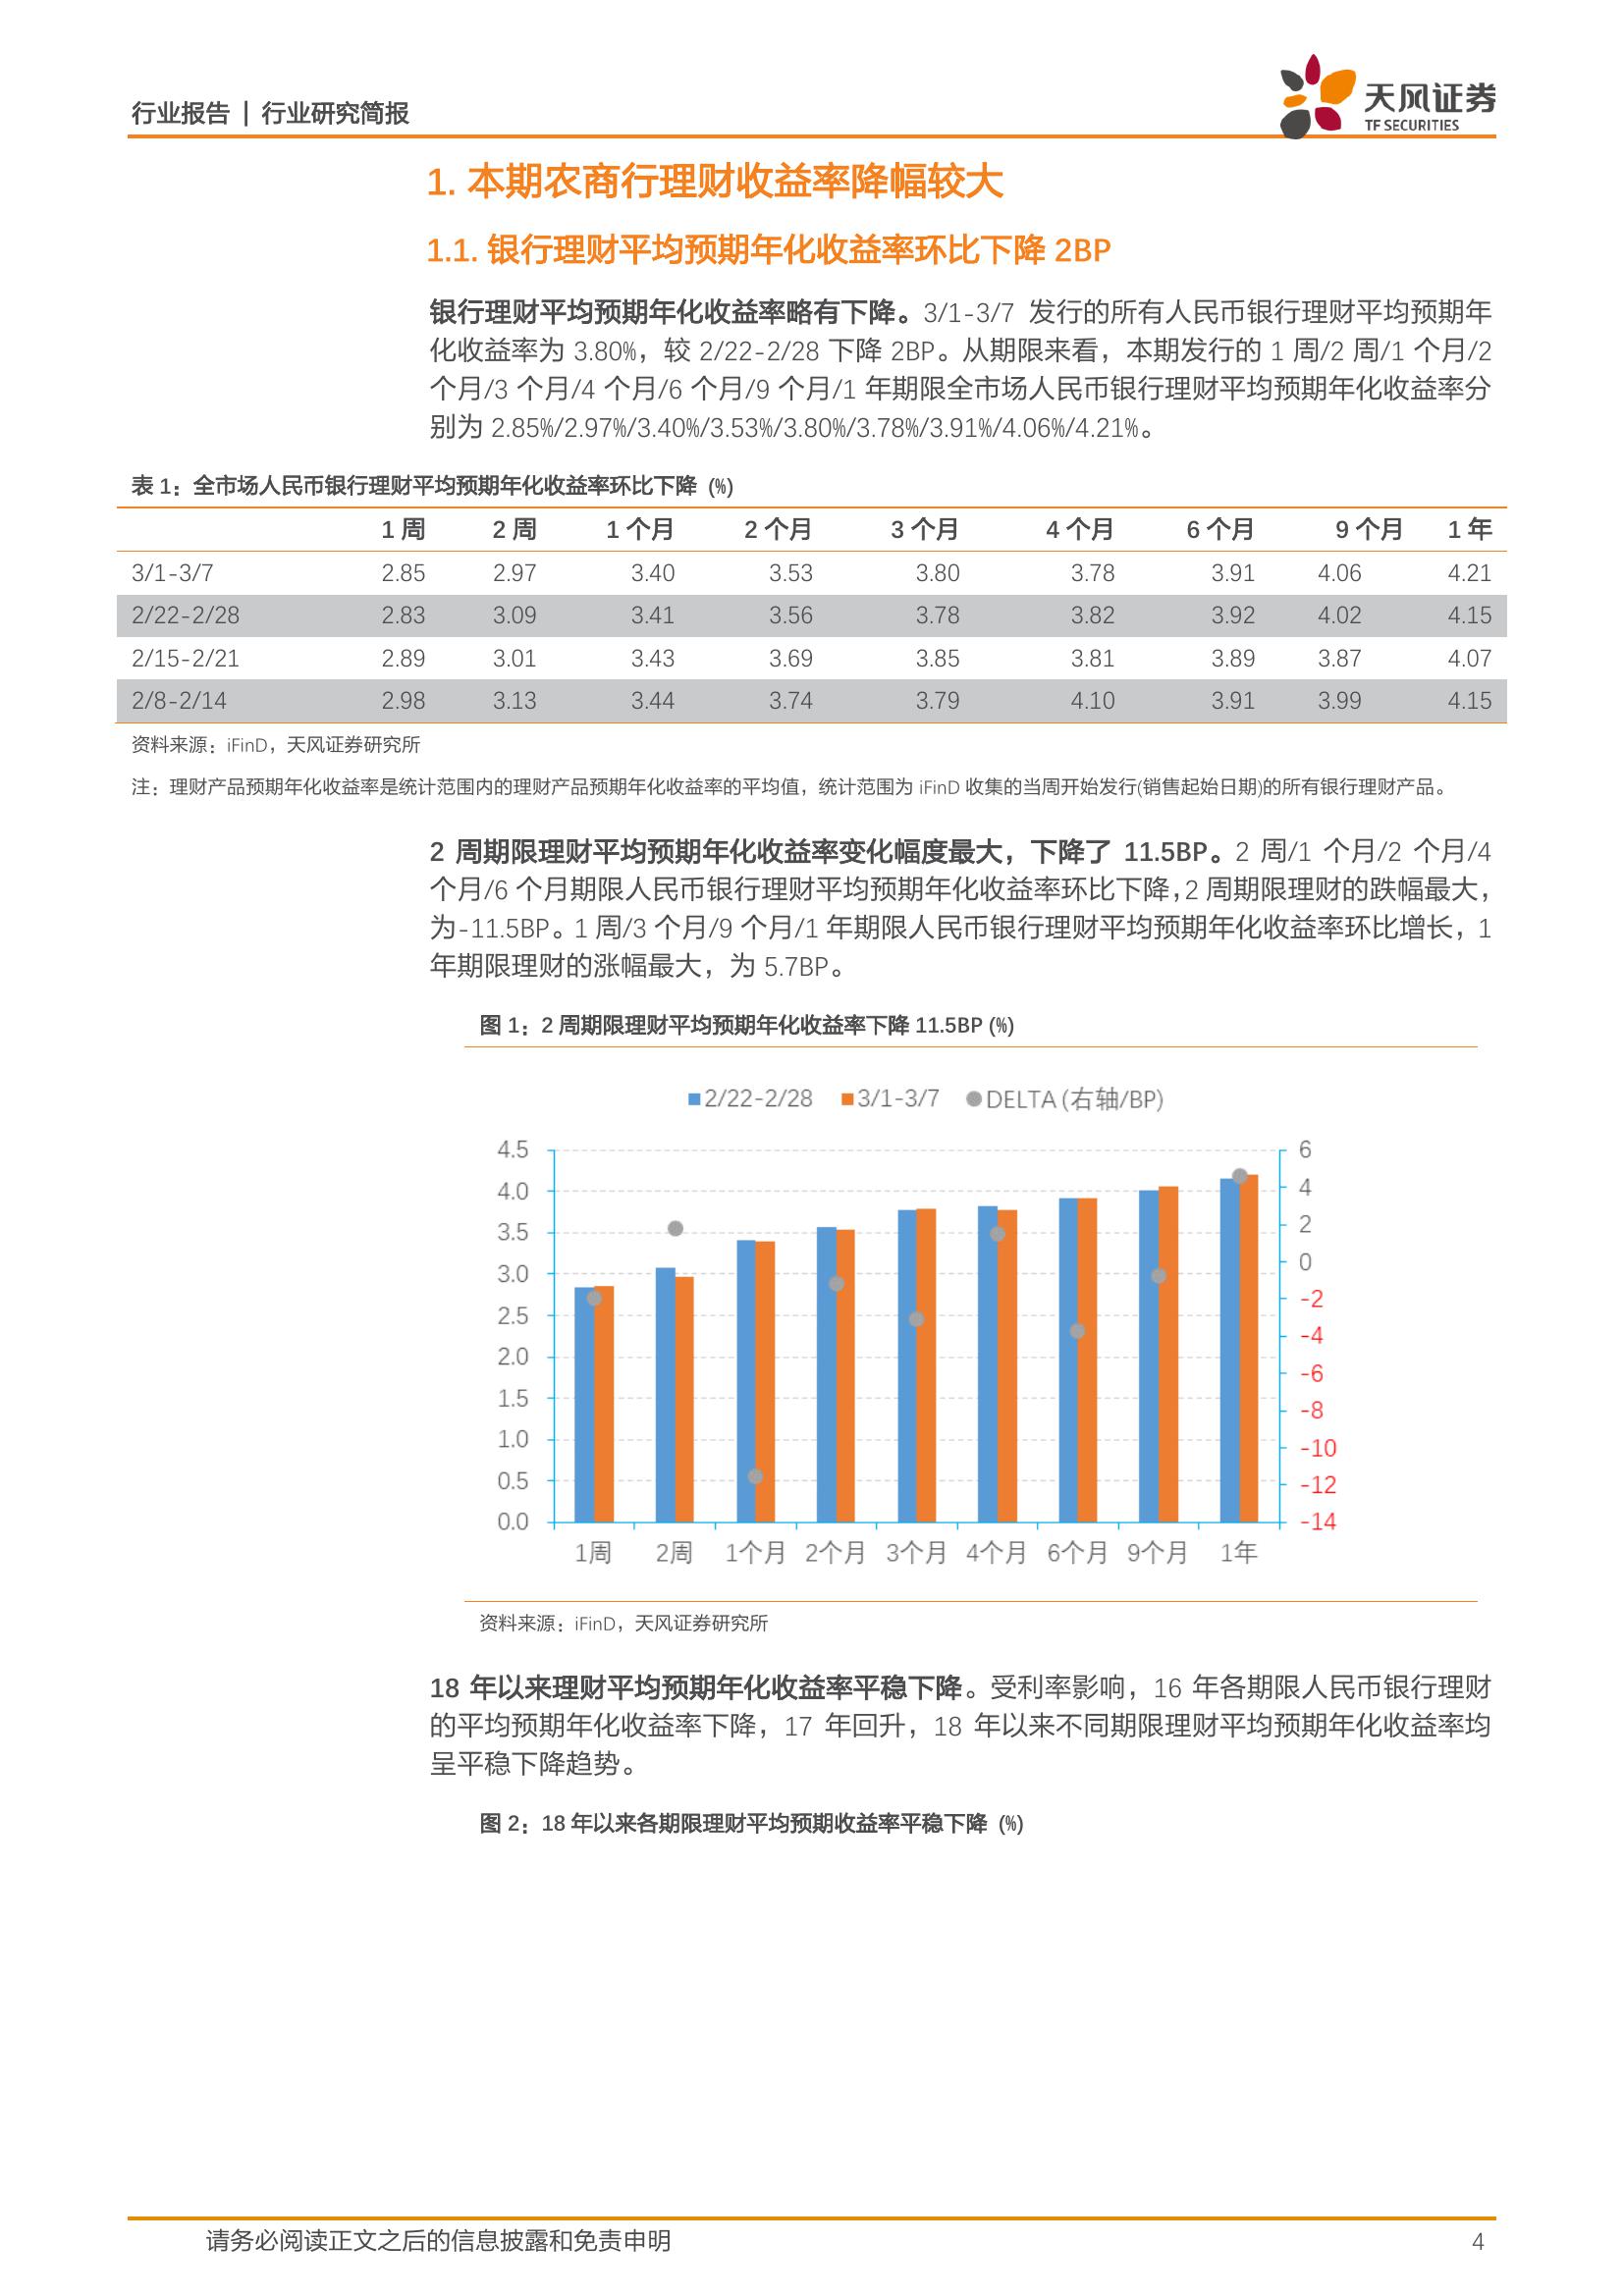 行业报告 | 行业研究简报
天风证券
TF SECURITIES
1. 本期农商行理财收益率降幅较大
1.1. 银行理财平均预期年化收益率环比下降 2BP
银行理财平均预期年化收益率略有下降。3/1-3/7 发行的所有人民币银行理财平均预期年
化收益率为 3.80%，较 2/22-2/28 下降 2BP。从期限来看，本期发行的 1 周/2 周/1 个月/2
个月/3 个月/4 个月/6 个月/9 个月/1 年期限全市场人民币银行理财平均预期年化收益率分
别为 2.85%/2.97%/3.40%/3.53%/3.80%/3.78%/3.91%/4.06%/4.21%。
表 1：全市场人民币银行理财平均预期年化收益率环比下降 (%)
1 周 2 周 1 个月 2 个月 3 个月 4 个月 6 个月 9 个月 1 年
3/1-3/7 2.85 2.97 3.40 3.53 3.80 3.78 3.91 4.06 4.21
2/22-2/28 2.83 3.09 3.41 3.56 3.78 3.82 3.92 4.02 4.15
2/15-2/21 2.89 3.01 3.43 3.69 3.85 3.81 3.89 3.87 4.07
2/8-2/14 2.98 3.13 3.44 3.74 3.79 4.10 3.91 3.99 4.15
资料来源：iFinD，天风证券研究所
注：理财产品预期年化收益率是统计范围内的理财产品预期年化收益率的平均值，统计范围为 iFinD 收集的当周开始发行(销售起始日期)的所有银行理财产品。
2 周期限理财平均预期年化收益率变化幅度最大，下降了 11.5BP。2 周/1 个月/2 个月/4
个月/6 个月期限人民币银行理财平均预期年化收益率环比下降，2 周期限理财的跌幅最大，
为-11.5BP。1 周/3 个月/9 个月/1 年期限人民币银行理财平均预期年化收益率环比增长，1
年期限理财的涨幅最大，为 5.7BP。
图 1：2 周期限理财平均预期年化收益率下降 11.5BP (%)
2/22-2/28 3/1-3/7 DELTA (右轴/BP)
4.5 6
4.0 4
3.5 2
3.0 0
2.5 -2
2.0 -4
1.5 -6
1.0 -8
0.5 -10
0.0 -12
-14
1周 2周 1个月 2个月 3个月 4个月 6个月 9个月 1年
资料来源：iFinD，天风证券研究所
18 年以来理财平均预期年化收益率平稳下降。受利率影响，16 年各期限人民币银行理财
的平均预期年化收益率下降，17 年回升，18 年以来不同期限理财平均预期年化收益率均
呈平稳下降趋势。
图 2：18 年以来各期限理财平均预期收益率平稳下降 (%)
请务必阅读正文之后的信息披露和免责申明 4